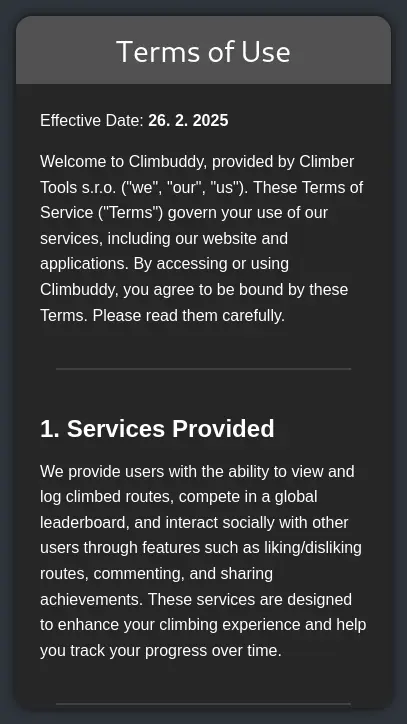 Terms of Use
Effective Date: 26. 2. 2025
Welcome to Climbuddy, provided by Climber
Tools s.r.o. ("we", "our", "us"). These Terms of
Service ("Terms") govern your use of our
services, including our website and
applications. By accessing or using
Climbuddy, you agree to be bound by these
Terms. Please read them carefully.
1. Services Provided
We provide users with the ability to view and
log climbed routes, compete in a global
leaderboard, and interact socially with other
users through features such as liking/disliking
routes, commenting, and sharing
achievements. These services are designed
to enhance your climbing experience and help
you track your progress over time.